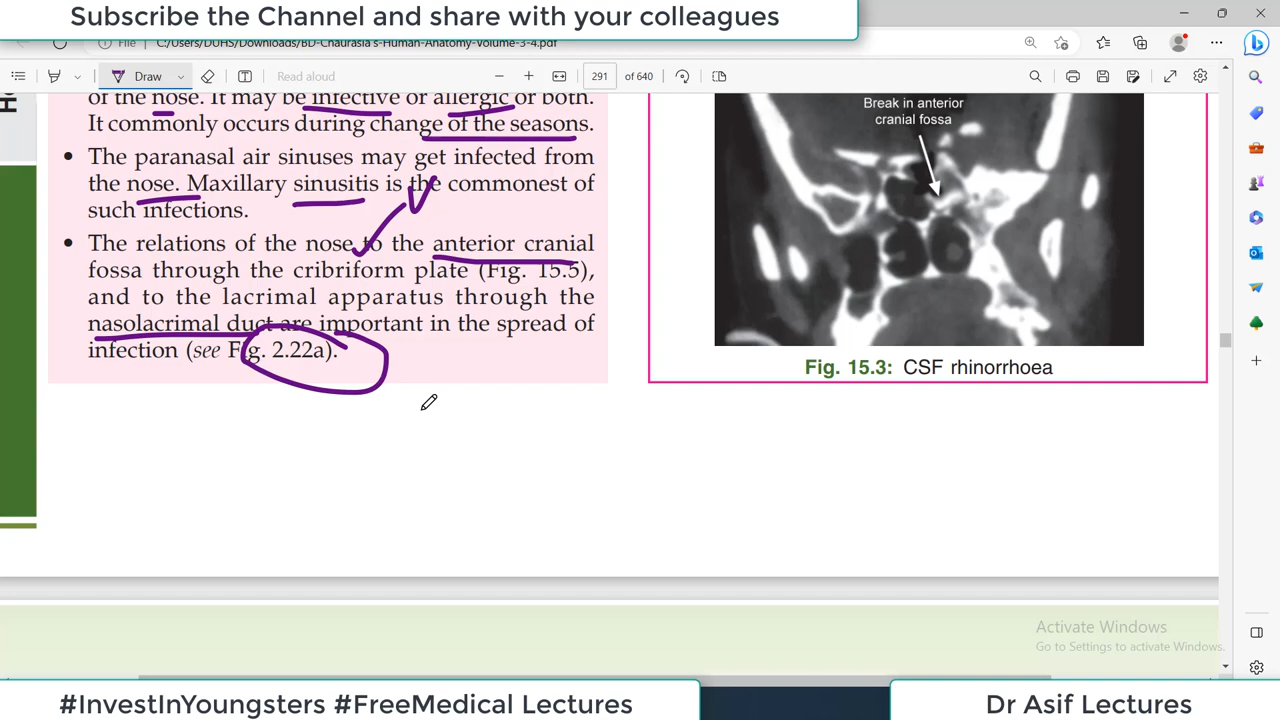 Subscribe the Channel and share with your colleagues
File
C:/Users/DUHS/Downloads/BD-Chaurasia's-Human-Anatomy-Volume-3-4.pdf
Draw
Read aloud
291 of 640
of the nose. It may be infective or allergic or both.
It commonly occurs during change of the seasons.
• The paranasal air sinuses may get infected from
the nose. Maxillary sinusitis is the commonest of
such infections.
• The relations of the nose to the anterior cranial
fossa through the cribriform plate (Fig. 15.5),
and to the lacrimal apparatus through the
nasolacrimal duct are important in the spread of
infection (see Fig. 2.22a).
Break in anterior
cranial fossa
Fig. 15.3: CSF rhinorrhoea
Activate Windows
Go to Settings to activate Windows.
#InvestInYoungsters #FreeMedical Lectures
Dr Asif Lectures